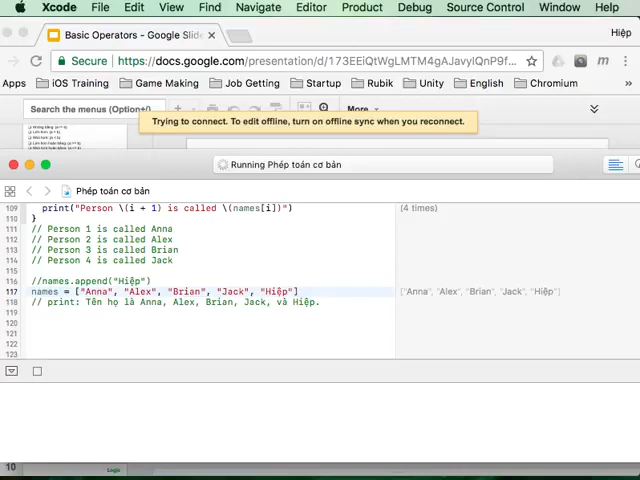 Xcode File Edit View Find Navigate Editor Product Debug Source Control Window Help
Basic Operators - Google Slide
Hiệp
Secure https://docs.google.com/presentation/d/173EEiQtWgLMTM4gAJavyIQnP9f...
Apps iOS Training Game Making Job Getting Startup Rubik Unity English Chromium
Search the menus (Option+/)
More
Trying to connect. To edit offline, turn on offline sync when you reconnect.
Running Phép toán cơ bản
Phép toán cơ bản
109 print("Person \(i + 1) is called \(names[i])") (4 times)
110 }
111 // Person 1 is called Anna
112 // Person 2 is called Alex
113 // Person 3 is called Brian
114 // Person 4 is called Jack
115
116 //names.append("Hiệp")
117 names = ["Anna", "Alex", "Brian", "Jack", "Hiệp"] ["Anna", "Alex", "Brian", "Jack", "Hiệp"]
118 // print: Tên họ là Anna, Alex, Brian, Jack, và Hiệp.
119
120
121
122
123
10
Logic